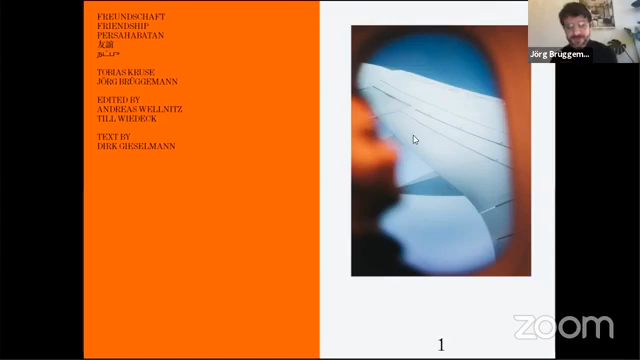 FREUNDSCHAFT
FRIENDSHIP
PERSAHABATAN
友誼
TOBIAS KRUSE
JÖRG BRÜGGEMANN
EDITED BY
ANDREAS WELLNITZ
TILL WIEDECK
TEXT BY
DIRK GIESELMANN
Jörg Brüggem...
1
zoom